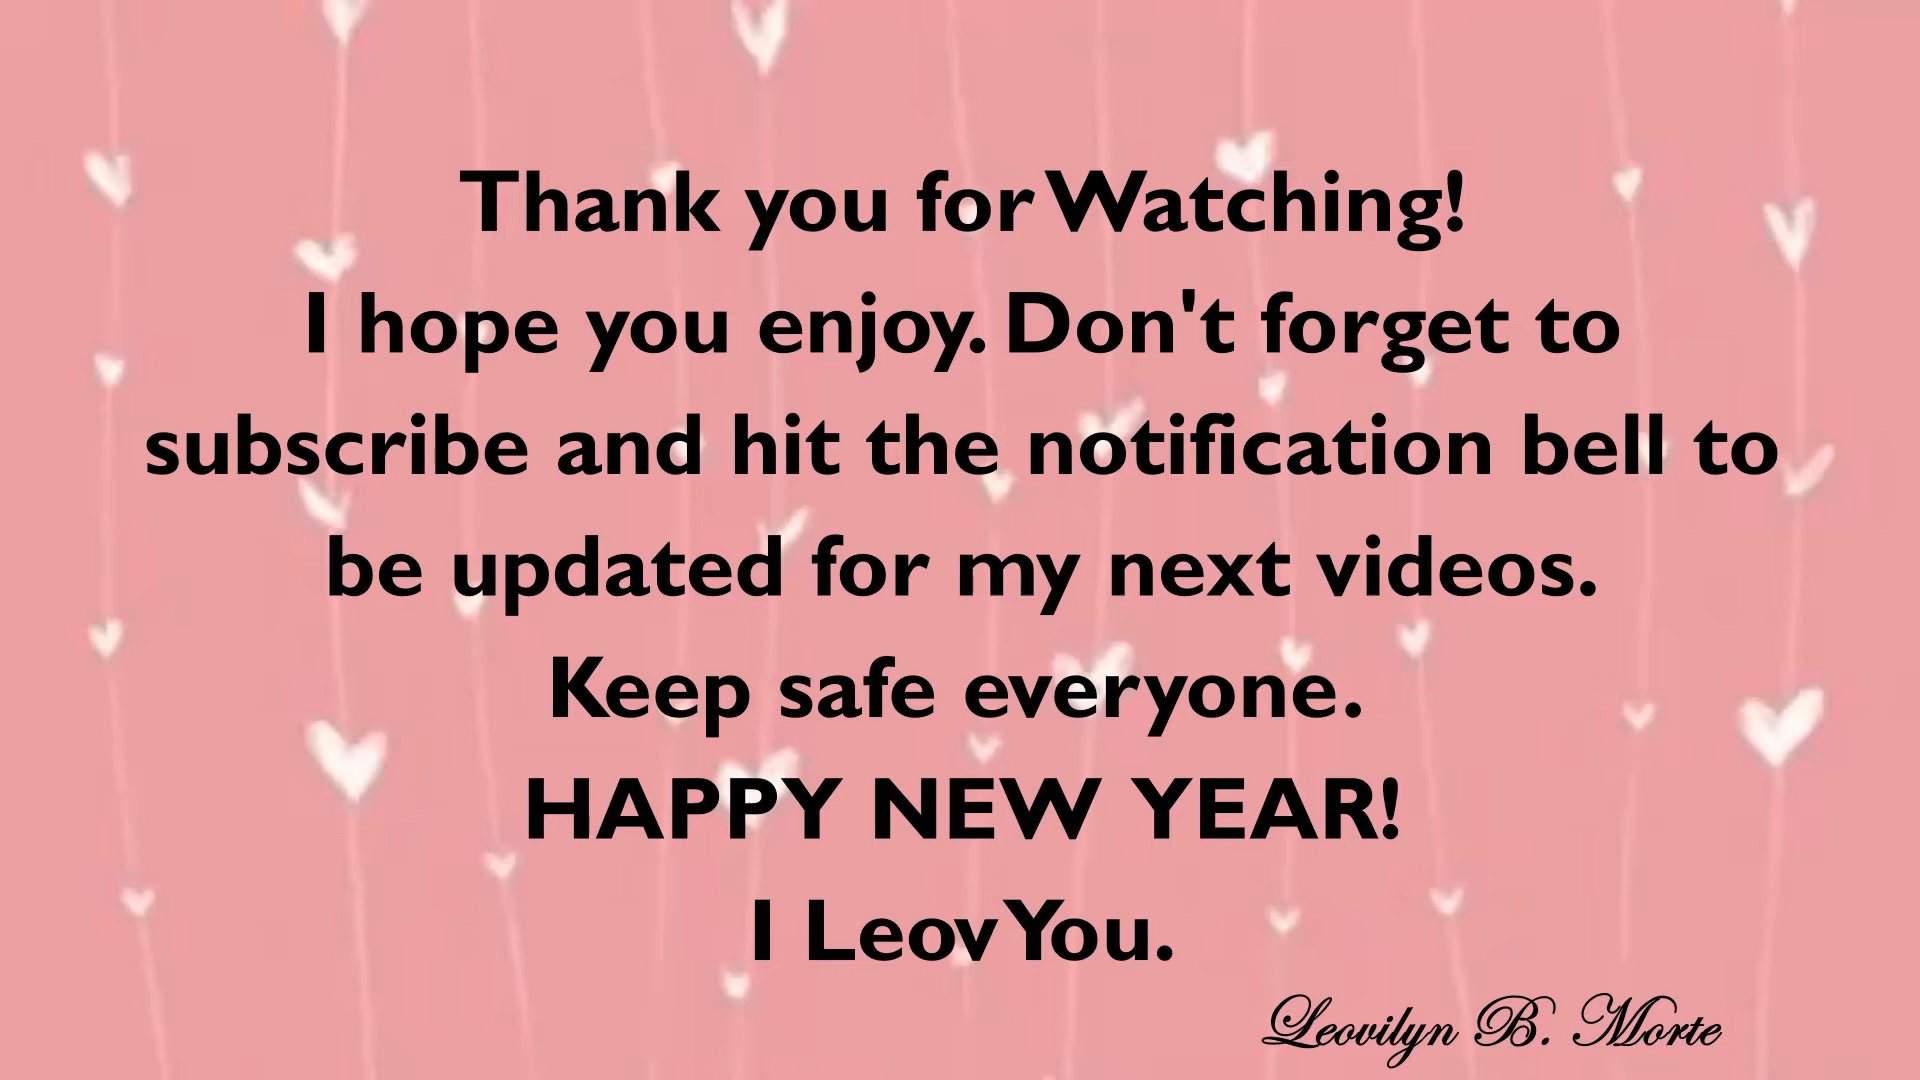 Thank you for Watching!
I hope you enjoy. Don't forget to
subscribe and hit the notification bell to
be updated for my next videos.
Keep safe everyone.
HAPPY NEW YEAR!
I Leov You.
Leovilyn B. Morte